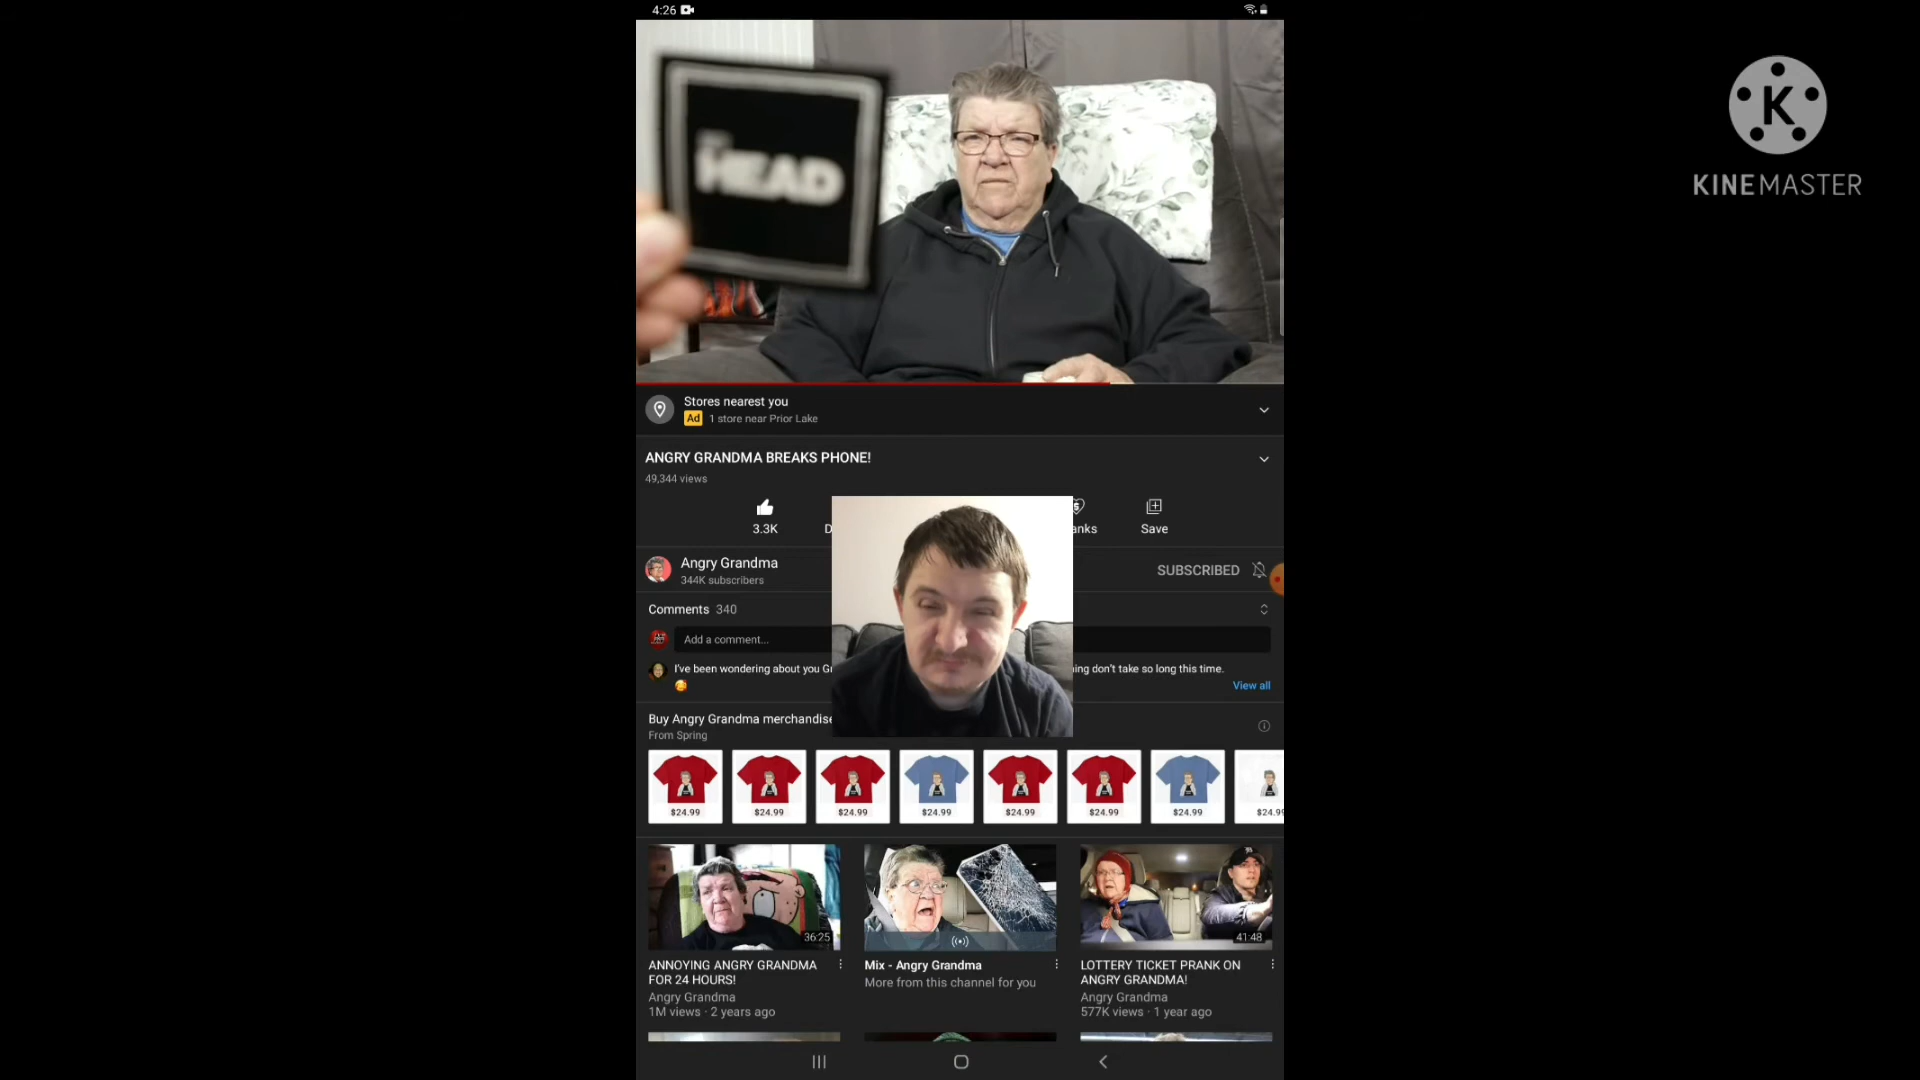 4:26
HEAD
K
KINEMASTER
Stores nearest you
Ad 1 store near Prior Lake
ANGRY GRANDMA BREAKS PHONE!
49,344 views
3.3K
D
anks
Save
Angry Grandma
344K subscribers
SUBSCRIBED
Comments 340
Add a comment...
I've been wondering about you Gr
ing don't take so long this time.
View all
Buy Angry Grandma merchandise
From Spring
$24.99
$24.99
$24.99
$24.99
$24.99
$24.99
$24.99
$24.99
36:25
41:48
ANNOYING ANGRY GRANDMA
FOR 24 HOURS!
Angry Grandma
1M views · 2 years ago
Mix - Angry Grandma
More from this channel for you
LOTTERY TICKET PRANK ON
ANGRY GRANDMA!
Angry Grandma
577K views · 1 year ago